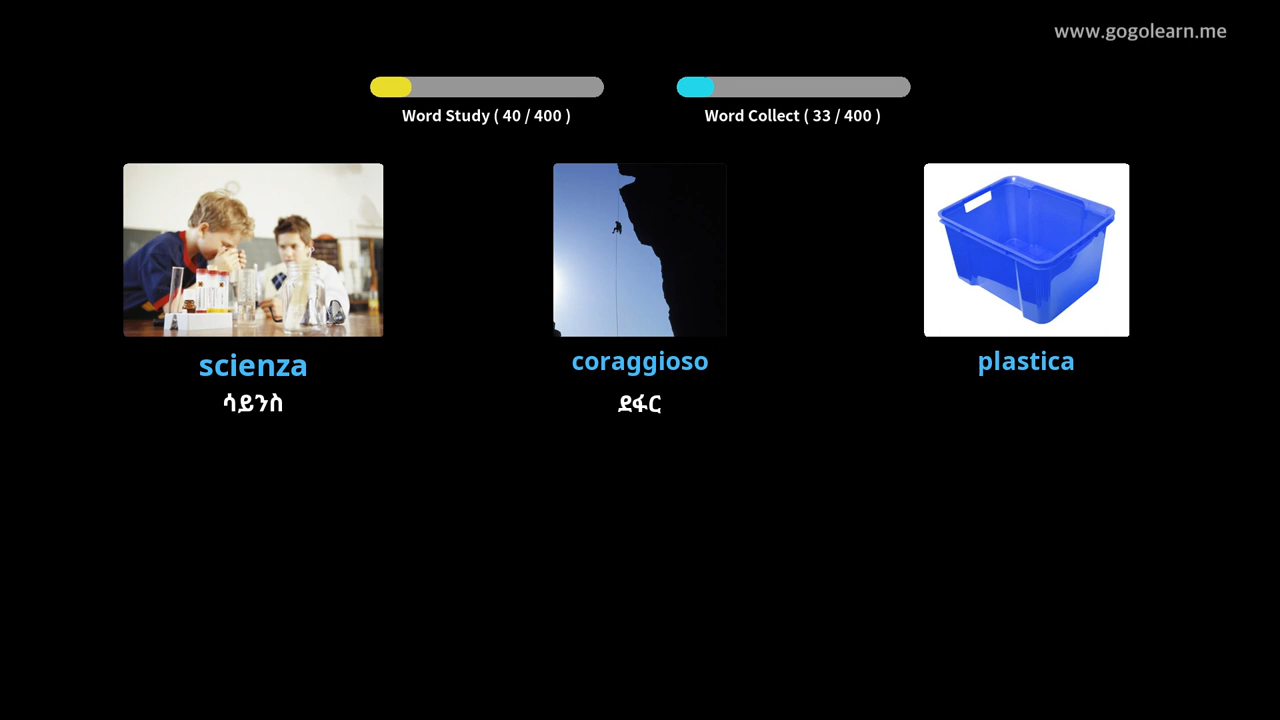 www.gogolearn.me
Word Study ( 40 / 400 )
Word Collect ( 33 / 400 )
scienza
ሳይንስ
coraggioso
ደፋር
plastica